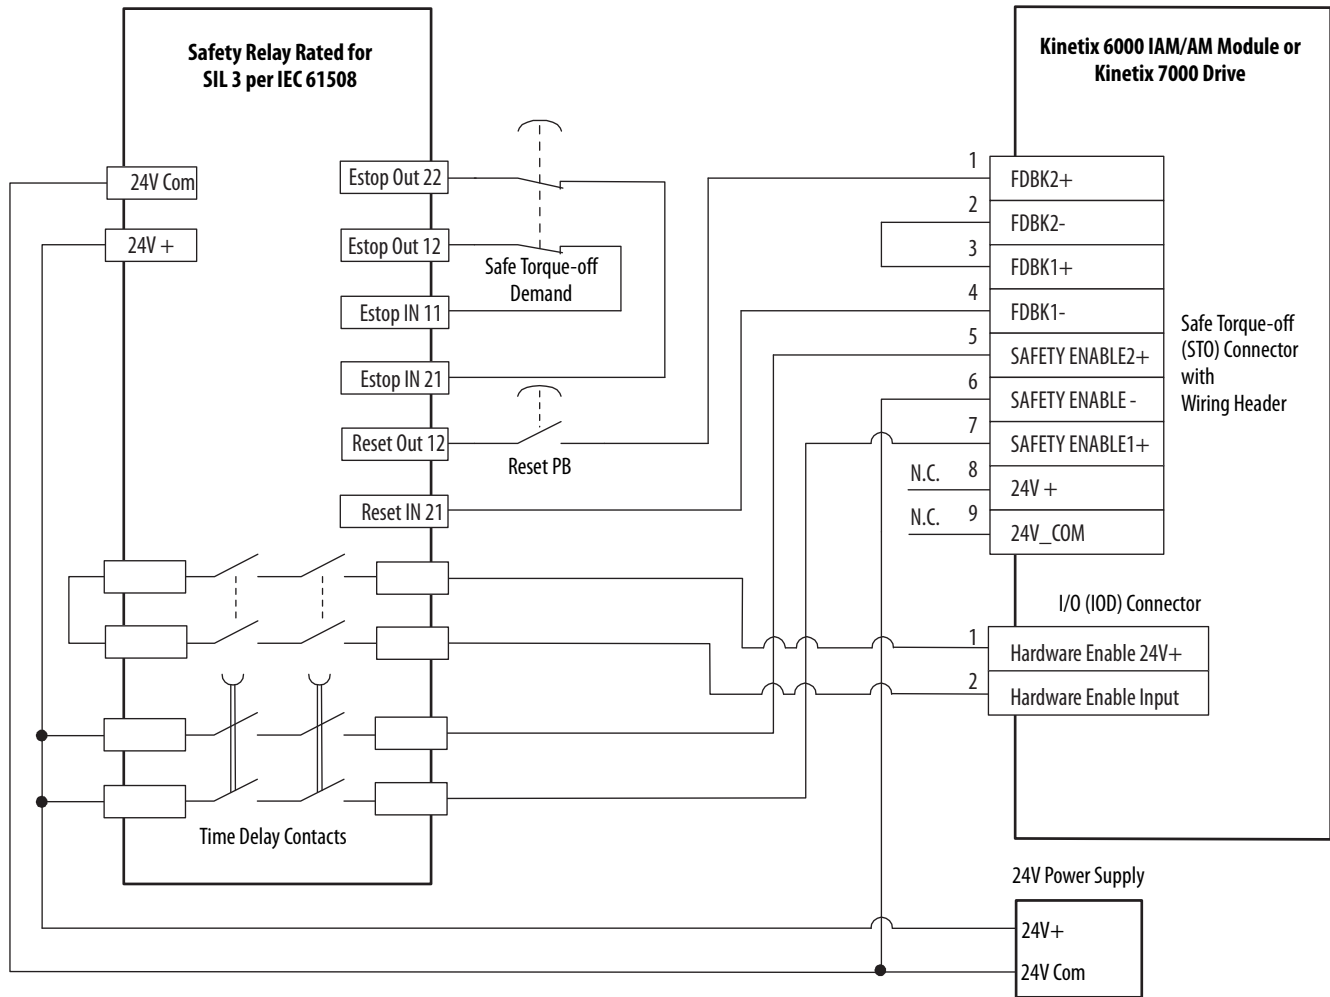 Safety Relay Rated for
SIL 3 per IEC 61508
24V Com
24V +
Estop Out 22
Estop Out 12
Estop IN 11
Estop IN 21
Reset Out 12
Reset IN 21
Safe Torque-off
Demand
Reset PB
Time Delay Contacts
Kinetix 6000 IAM/AM Module or
Kinetix 7000 Drive
1 FDBK2+
2 FDBK2-
3 FDBK1+
4 FDBK1-
5 SAFETY ENABLE2+
6 SAFETY ENABLE -
7 SAFETY ENABLE1+
N.C. 8 24V +
N.C. 9 24V_COM
Safe Torque-off
(STO) Connector
with
Wiring Header
I/O (IOD) Connector
1 Hardware Enable 24V+
2 Hardware Enable Input
24V Power Supply
24V+
24V Com